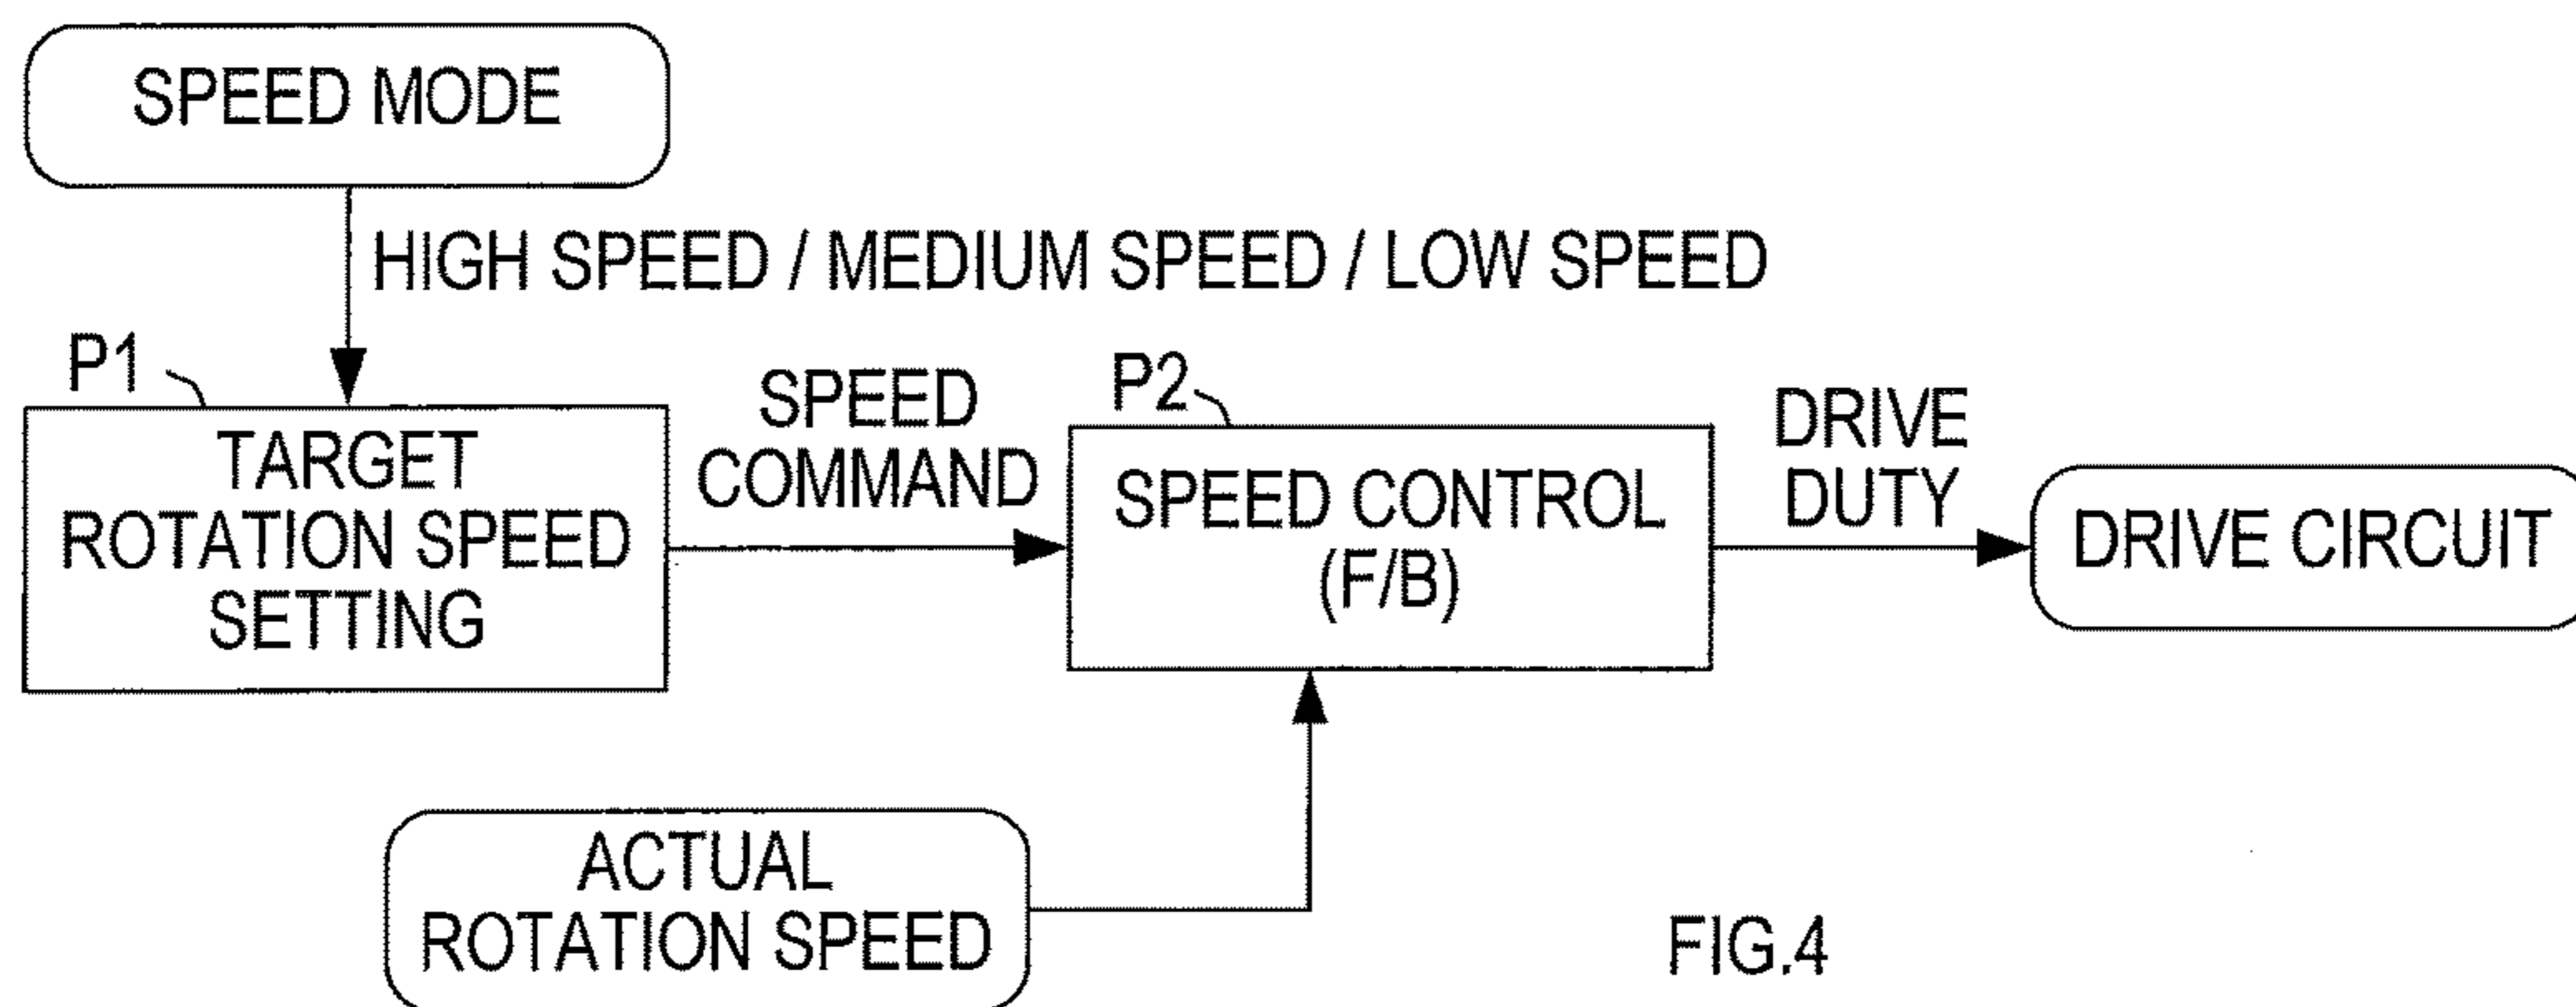 SPEED MODE
HIGH SPEED / MEDIUM SPEED / LOW SPEED
P1
TARGET
ROTATION SPEED
SETTING
SPEED
COMMAND
P2
SPEED CONTROL
(F/B)
DRIVE
DUTY
DRIVE CIRCUIT
ACTUAL
ROTATION SPEED
FIG.4